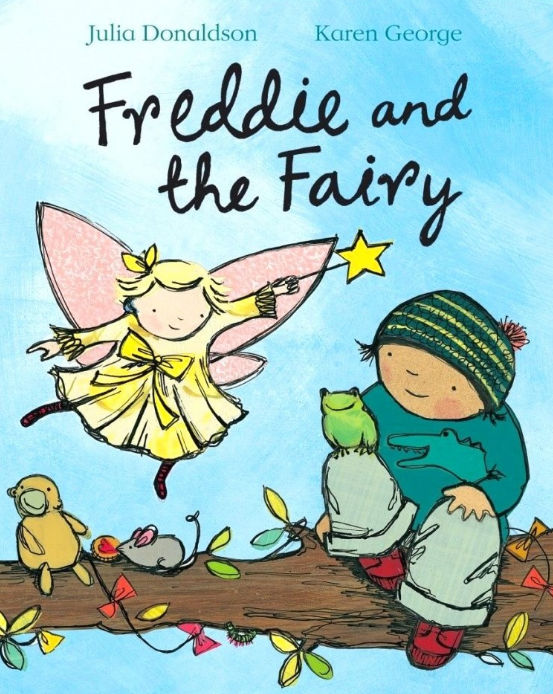 Julia Donaldson Karen George
Freddie and
the Fairy